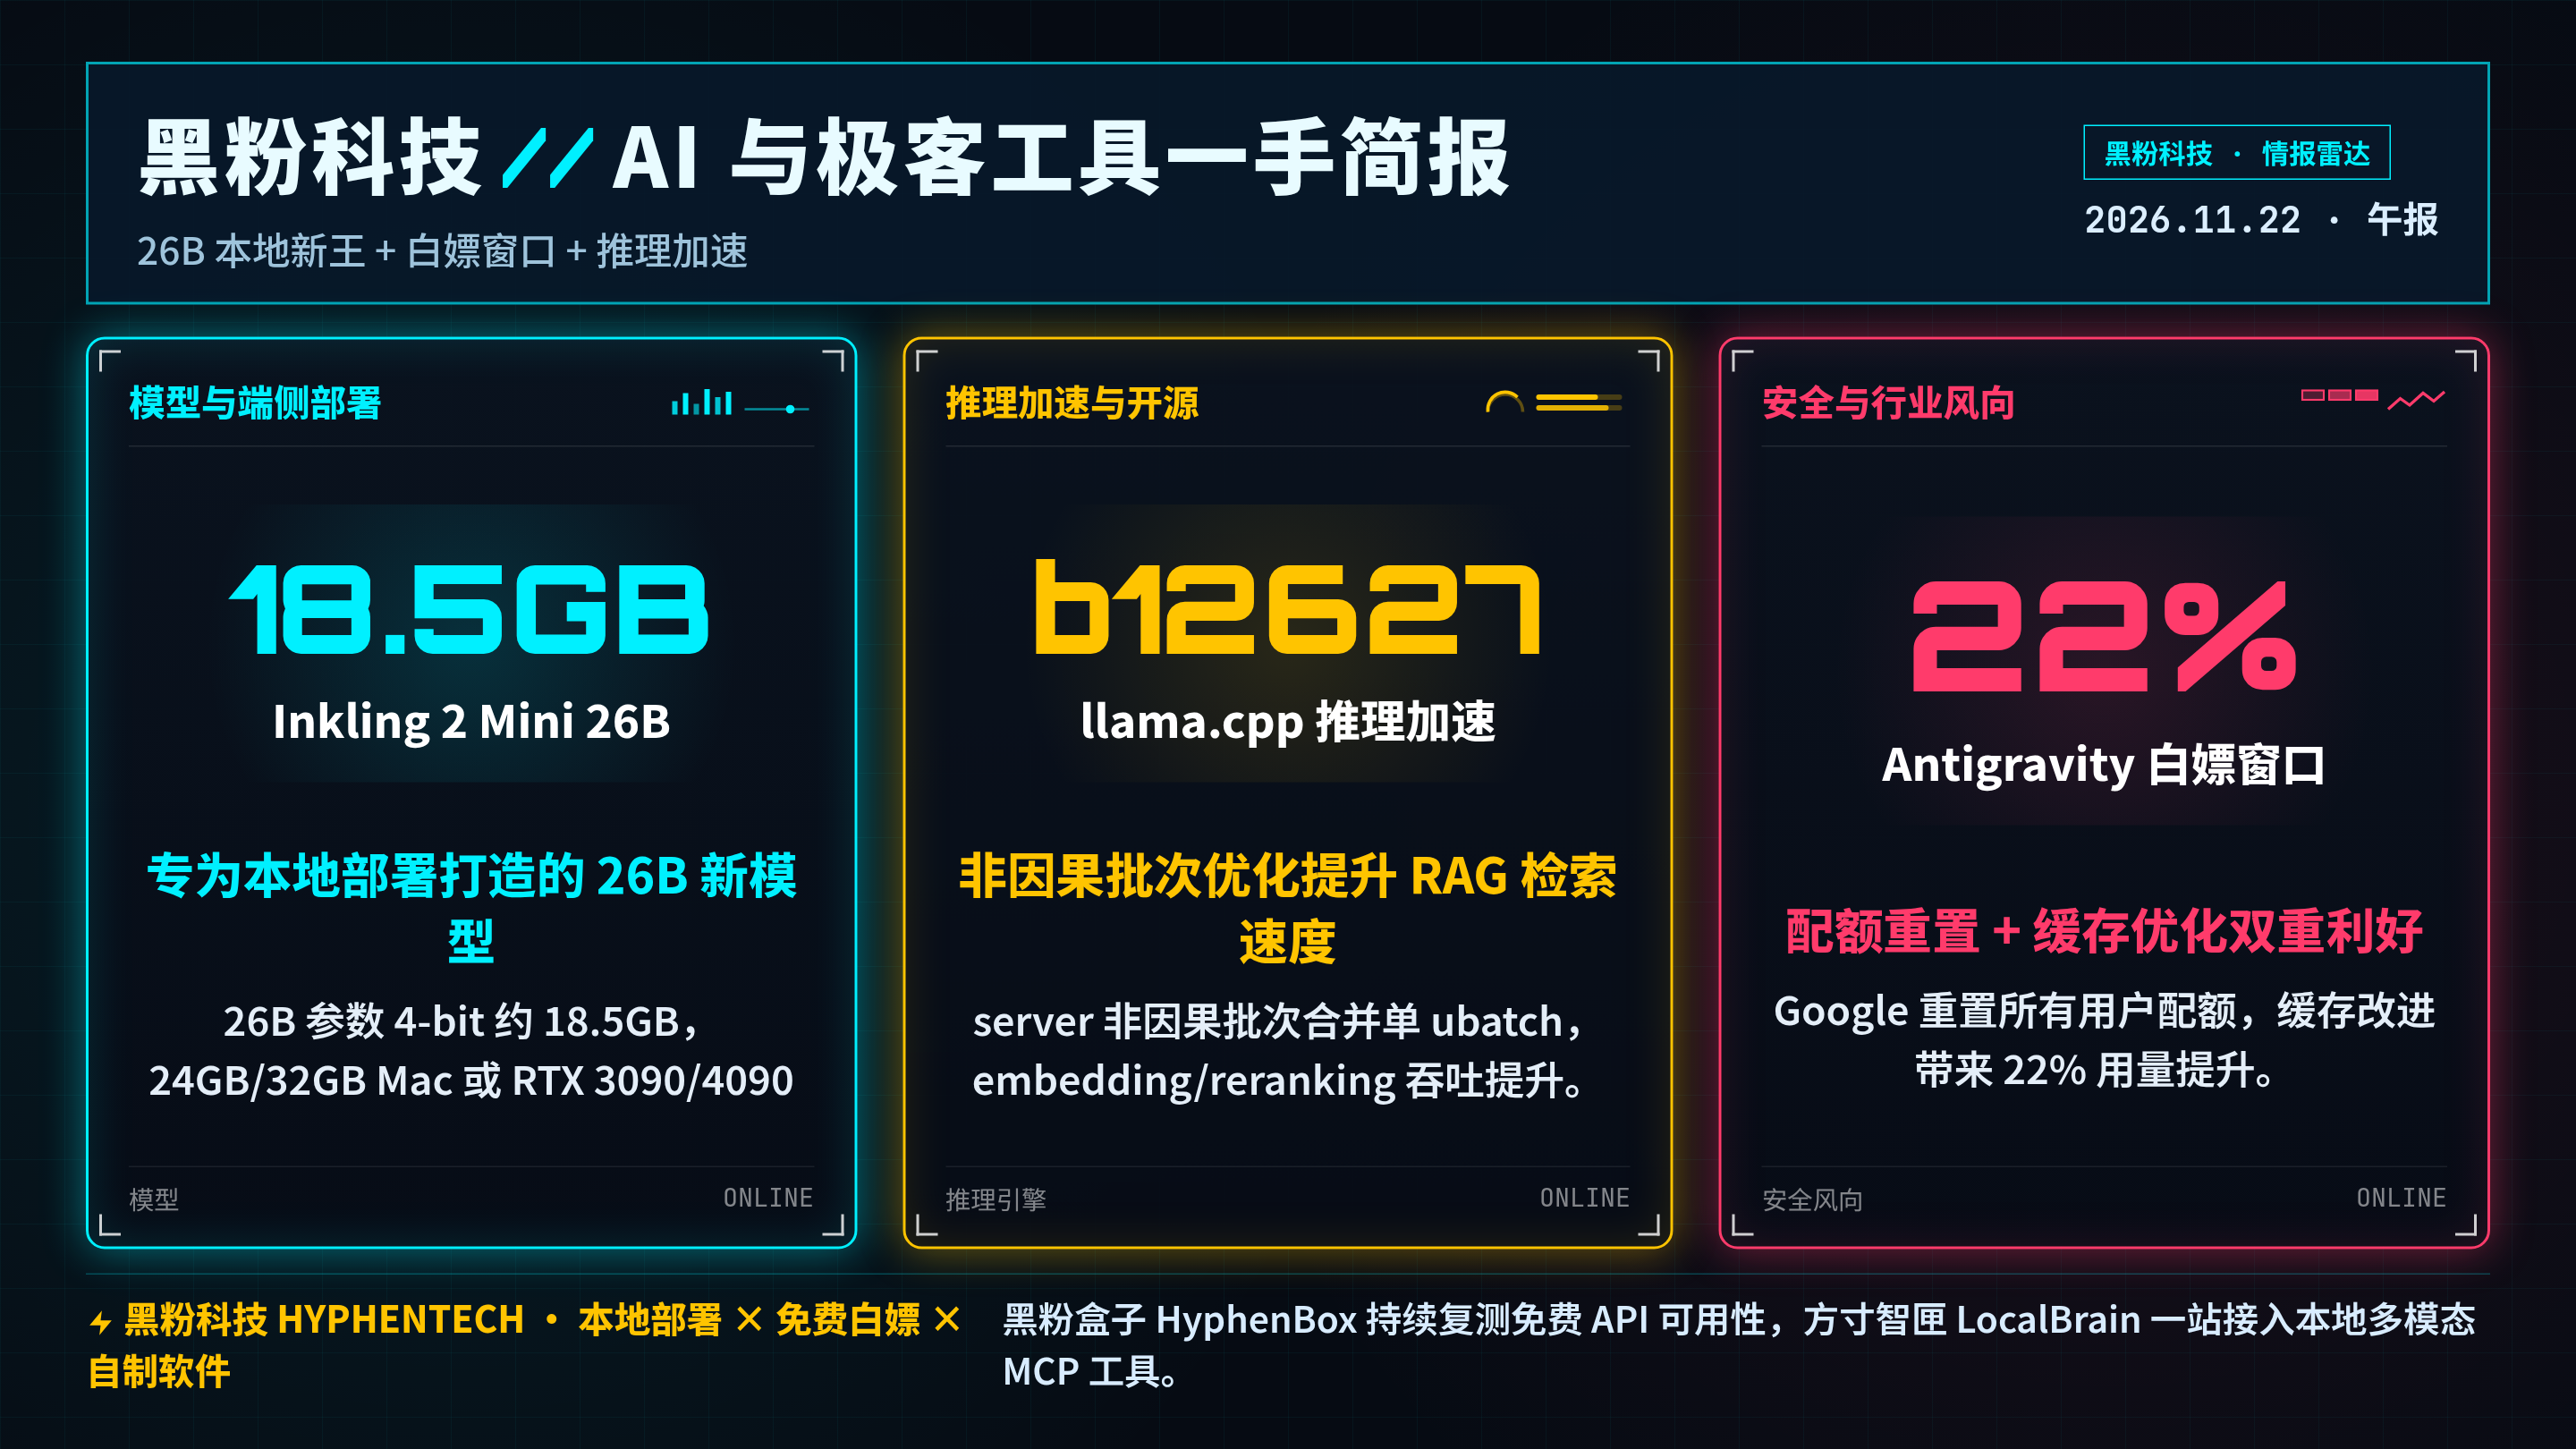 黑粉科技 // AI 与极客工具一手简报
26B 本地新王 + 白嫖窗口 + 推理加速
黑粉科技 · 情报雷达
2026.11.22 · 午报
模型与端侧部署
18.5GB
Inkling 2 Mini 26B
专为本地部署打造的 26B 新模
型
26B 参数 4-bit 约 18.5GB，
24GB/32GB Mac 或 RTX 3090/4090
模型
ONLINE
推理加速与开源
b12627
llama.cpp 推理加速
非因果批次优化提升 RAG 检索
速度
server 非因果批次合并单 ubatch，
embedding/reranking 吞吐提升。
推理引擎
ONLINE
安全与行业风向
22%
Antigravity 白嫖窗口
配额重置 + 缓存优化双重利好
Google 重置所有用户配额，缓存改进
带来 22% 用量提升。
安全风向
ONLINE
⚡ 黑粉科技 HYPHENTECH · 本地部署 × 免费白嫖 ×
自制软件
黑粉盒子 HyphenBox 持续复测免费 API 可用性，方寸智匣 LocalBrain 一站接入本地多模态
MCP 工具。